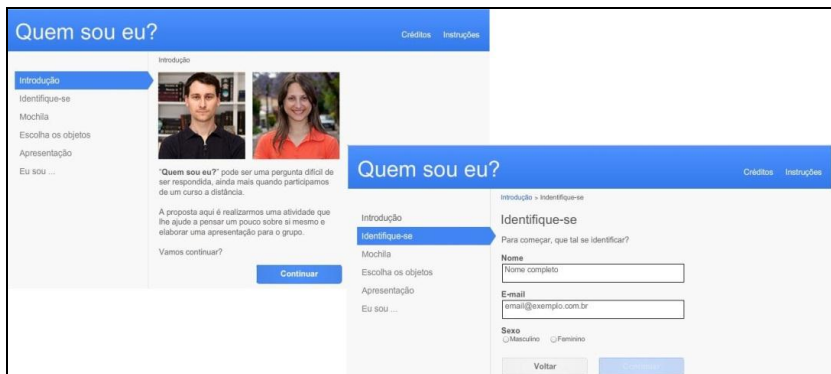 Quem sou eu?
Créditos Instruções
Introdução
Introdução
Identifique-se
Mochila
Escolha os objetos
Apresentação
Eu sou ...
"Quem sou eu?" pode ser uma pergunta difícil de
ser respondida, ainda mais quando participamos
de um curso a distância.
A proposta aqui é realizarmos uma atividade que
lhe ajude a pensar um pouco sobre si mesmo e
elaborar uma apresentação para o grupo.
Vamos continuar?
Continuar
Quem sou eu?
Créditos Instruções
Introdução » Indentifique-se
Introdução
Identifique-se
Mochila
Escolha os objetos
Apresentação
Eu sou ...
Identifique-se
Para começar, que tal se identificar?
Nome
Nome completo
E-mail
email@exemplo.com.br
Sexo
Masculino Feminino
Voltar